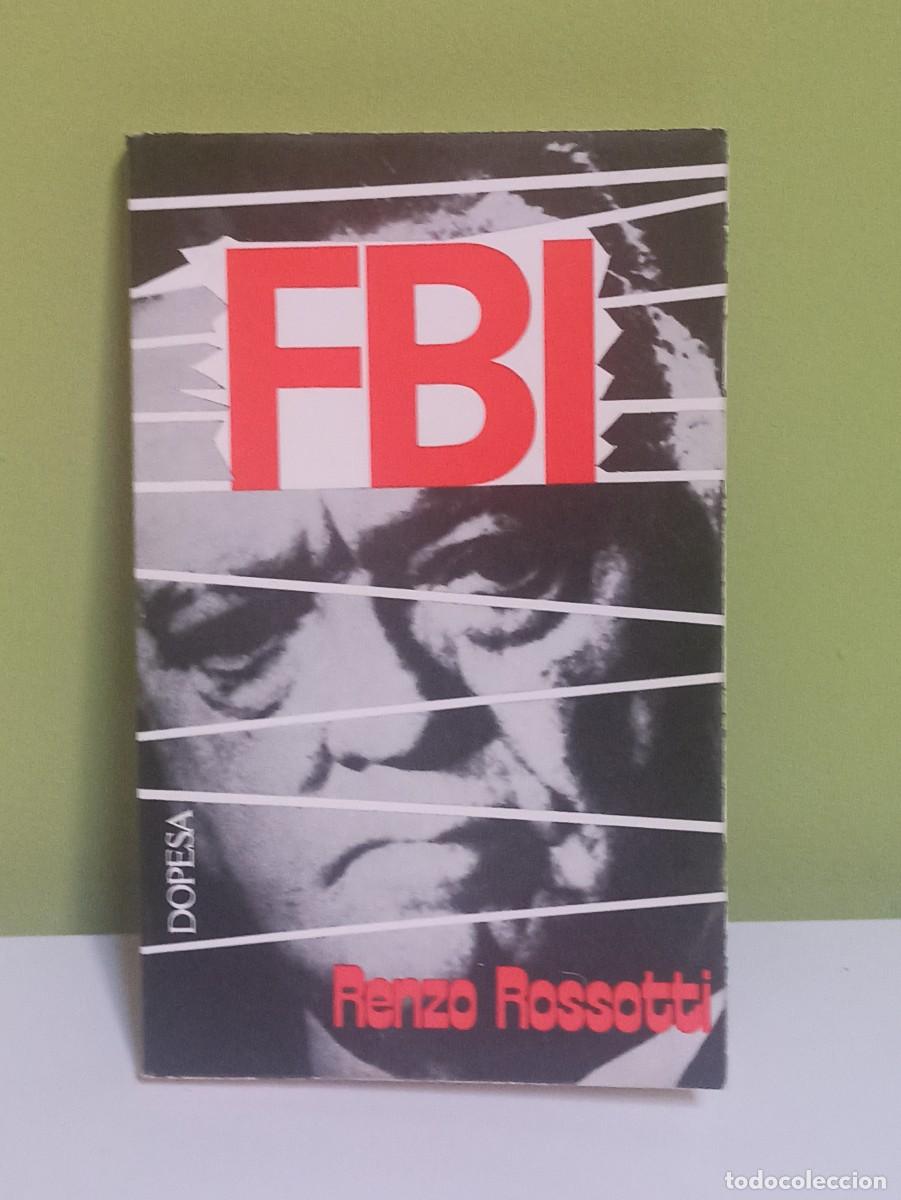 FBI
DOPESA
Renzo Rossotti
todocoleccion